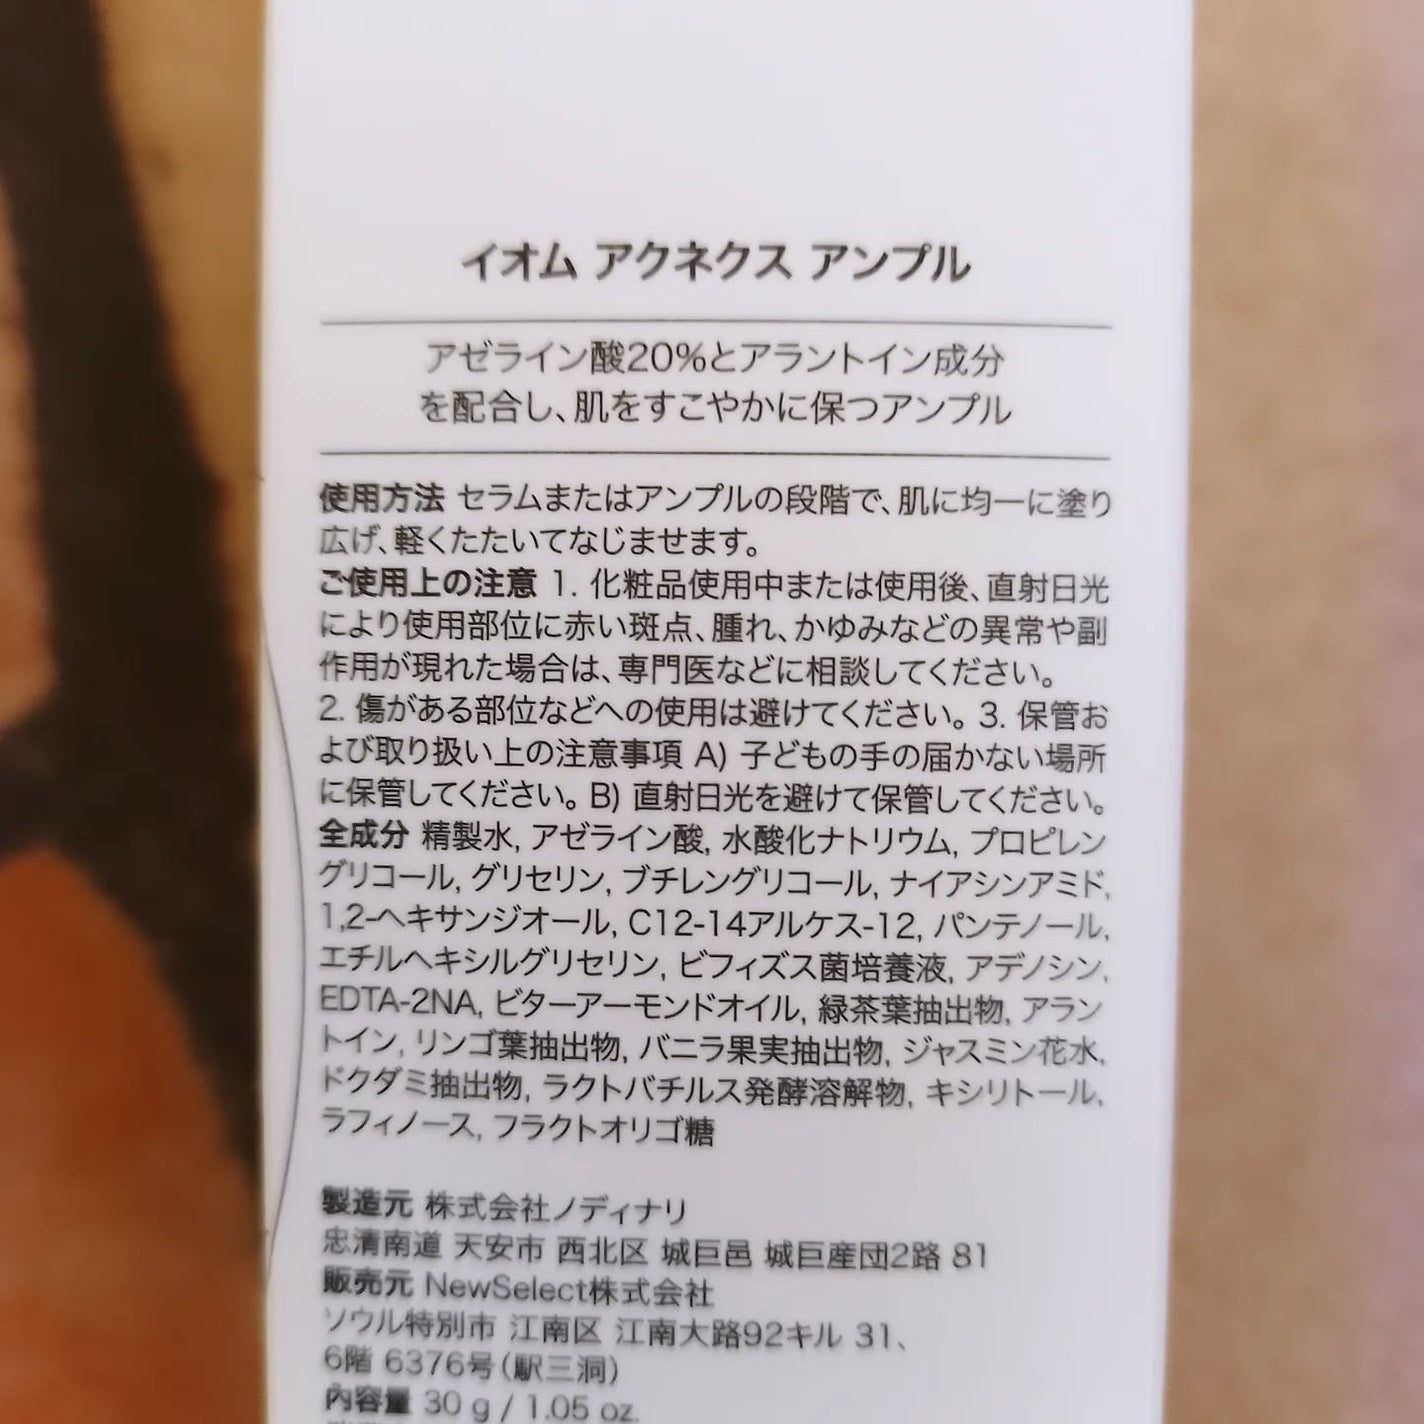 イオム アクネクス アンプル
アゼライン酸20%とアラントイン成分
を配合し、肌をすこやかに保つアンプル
使用方法 セラムまたはアンプルの段階で、肌に均一に塗り
広げ、軽くたたいてなじませます。
ご使用上の注意 1. 化粧品使用中または使用後、直射日光
により使用部位に赤い斑点、腫れ、かゆみなどの異常や副
作用が現れた場合は、専門医などに相談してください。
2. 傷がある部位などへの使用は避けてください。3. 保管お
よび取り扱い上の注意事項 A) 子どもの手の届かない場所
に保管してください。B) 直射日光を避けて保管してください。
全成分 精製水, アゼライン酸, 水酸化ナトリウム, プロピレン
グリコール, グリセリン, ブチレングリコール, ナイアシンアミド,
1,2-ヘキサンジオール, C12-14アルケス-12, パンテノール,
エチルヘキシルグリセリン, ビフィズス菌培養液, アデノシン,
EDTA-2NA, ビターアーモンドオイル, 緑茶葉抽出物, アラン
トイン, リンゴ葉抽出物, バニラ果実抽出物, ジャスミン花水,
ドクダミ抽出物, ラクトバチルス発酵溶解物, キシリトール,
ラフィノース, フラクトオリゴ糖
製造元 株式会社ノディナリ
忠清南道 天安市 西北区 城巨邑 城巨産団2路 81
販売元 NewSelect株式会社
ソウル特別市 江南区 江南大路92キル 31、
6階 6376号（駅三洞）
内容量 30 g / 1.05 oz.